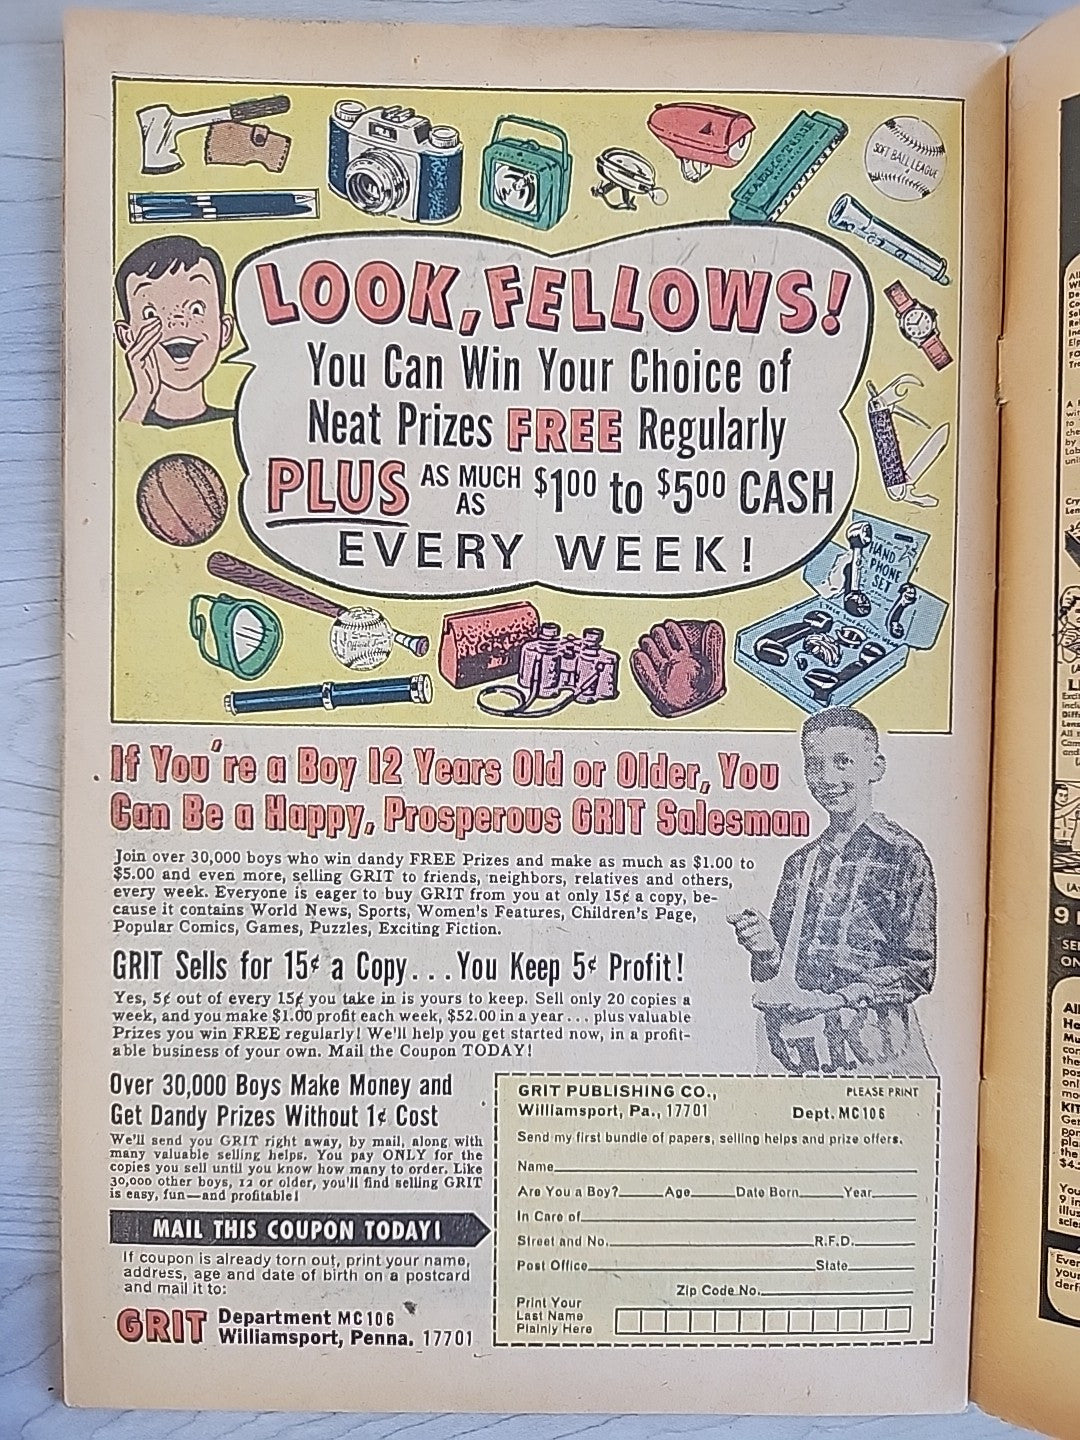 SOFT BALL LEAGUE
LOOK, FELLOWS!
You Can Win Your Choice of
Neat Prizes FREE Regularly
PLUS AS MUCH AS $1.00 to $5.00 CASH
EVERY WEEK!
HAND
PHONE
SET
If You're a Boy 12 Years Old or Older, You
Can Be a Happy, Prosperous GRIT Salesman
Join over 30,000 boys who win dandy FREE Prizes and make as much as $1.00 to
$5.00 and even more, selling GRIT to friends, neighbors, relatives and others,
every week. Everyone is eager to buy GRIT from you at only 15¢ a copy, be-
cause it contains World News, Sports, Women's Features, Children's Page,
Popular Comics, Games, Puzzles, Exciting Fiction.
GRIT Sells for 15¢ a Copy...You Keep 5¢ Profit!
Yes, 5¢ out of every 15¢ you take in is yours to keep. Sell only 20 copies a
week, and you make $1.00 profit each week, $52.00 in a year... plus valuable
Prizes you win FREE regularly! We'll help you get started now, in a profit-
able business of your own. Mail the Coupon TODAY!
GRIT
Over 30,000 Boys Make Money and
Get Dandy Prizes Without 1¢ Cost
We'll send you GRIT right away, by mail, along with
many valuable selling helps. You pay ONLY for the
copies you sell until you know how many to order. Like
30,000 other boys, 12 or older, you'll find selling GRIT
is easy, fun—and profitable!
MAIL THIS COUPON TODAY!
If coupon is already torn out, print your name,
address, age and date of birth on a postcard
and mail it to:
GRIT Department MC106
Williamsport, Penna. 17701
GRIT PUBLISHING CO., PLEASE PRINT
Williamsport, Pa., 17701 Dept. MC106
Send my first bundle of papers, selling helps and prize offers.
Name
Are You a Boy? Age Date Born Year
In Care of
Street and No. R.F.D.
Post Office State
Zip Code No.
Print Your
Last Name
Plainly Here